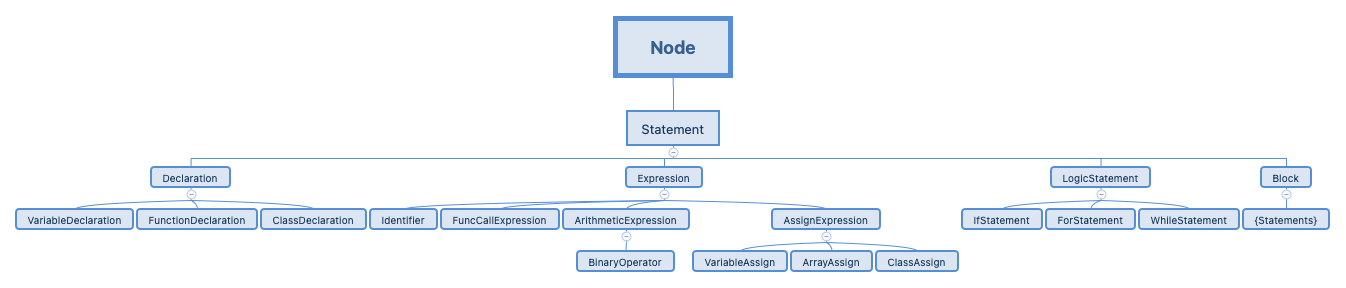 Node
Statement
Declaration
Expression
LogicStatement
Block
VariableDeclaration
FunctionDeclaration
ClassDeclaration
Identifier
FuncCallExpression
ArithmeticExpression
AssignExpression
IfStatement
ForStatement
WhileStatement
{Statements}
BinaryOperator
VariableAssign
ArrayAssign
ClassAssign